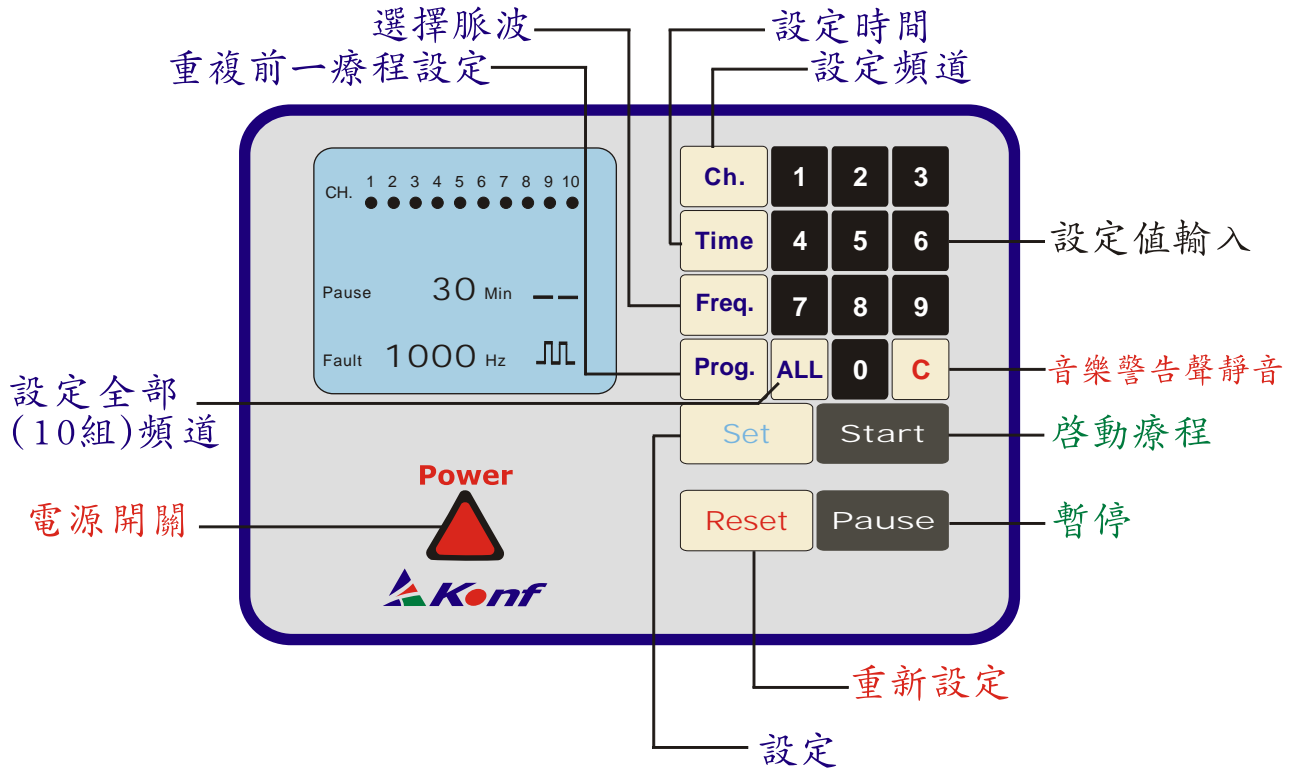 選擇脈波
設定時間
重複前一療程設定
設定頻道
CH. 1 2 3 4 5 6 7 8 9 10
Pause 30 Min
Fault 1000 Hz
Ch. 1 2 3
Time 4 5 6
設定值輸入
Freq. 7 8 9
Prog. ALL 0 C
音樂警告聲靜音
設定全部
(10組)頻道
Set Start
啓動療程
Power
電源開關
Reset Pause
暫停
Konf
重新設定
設定